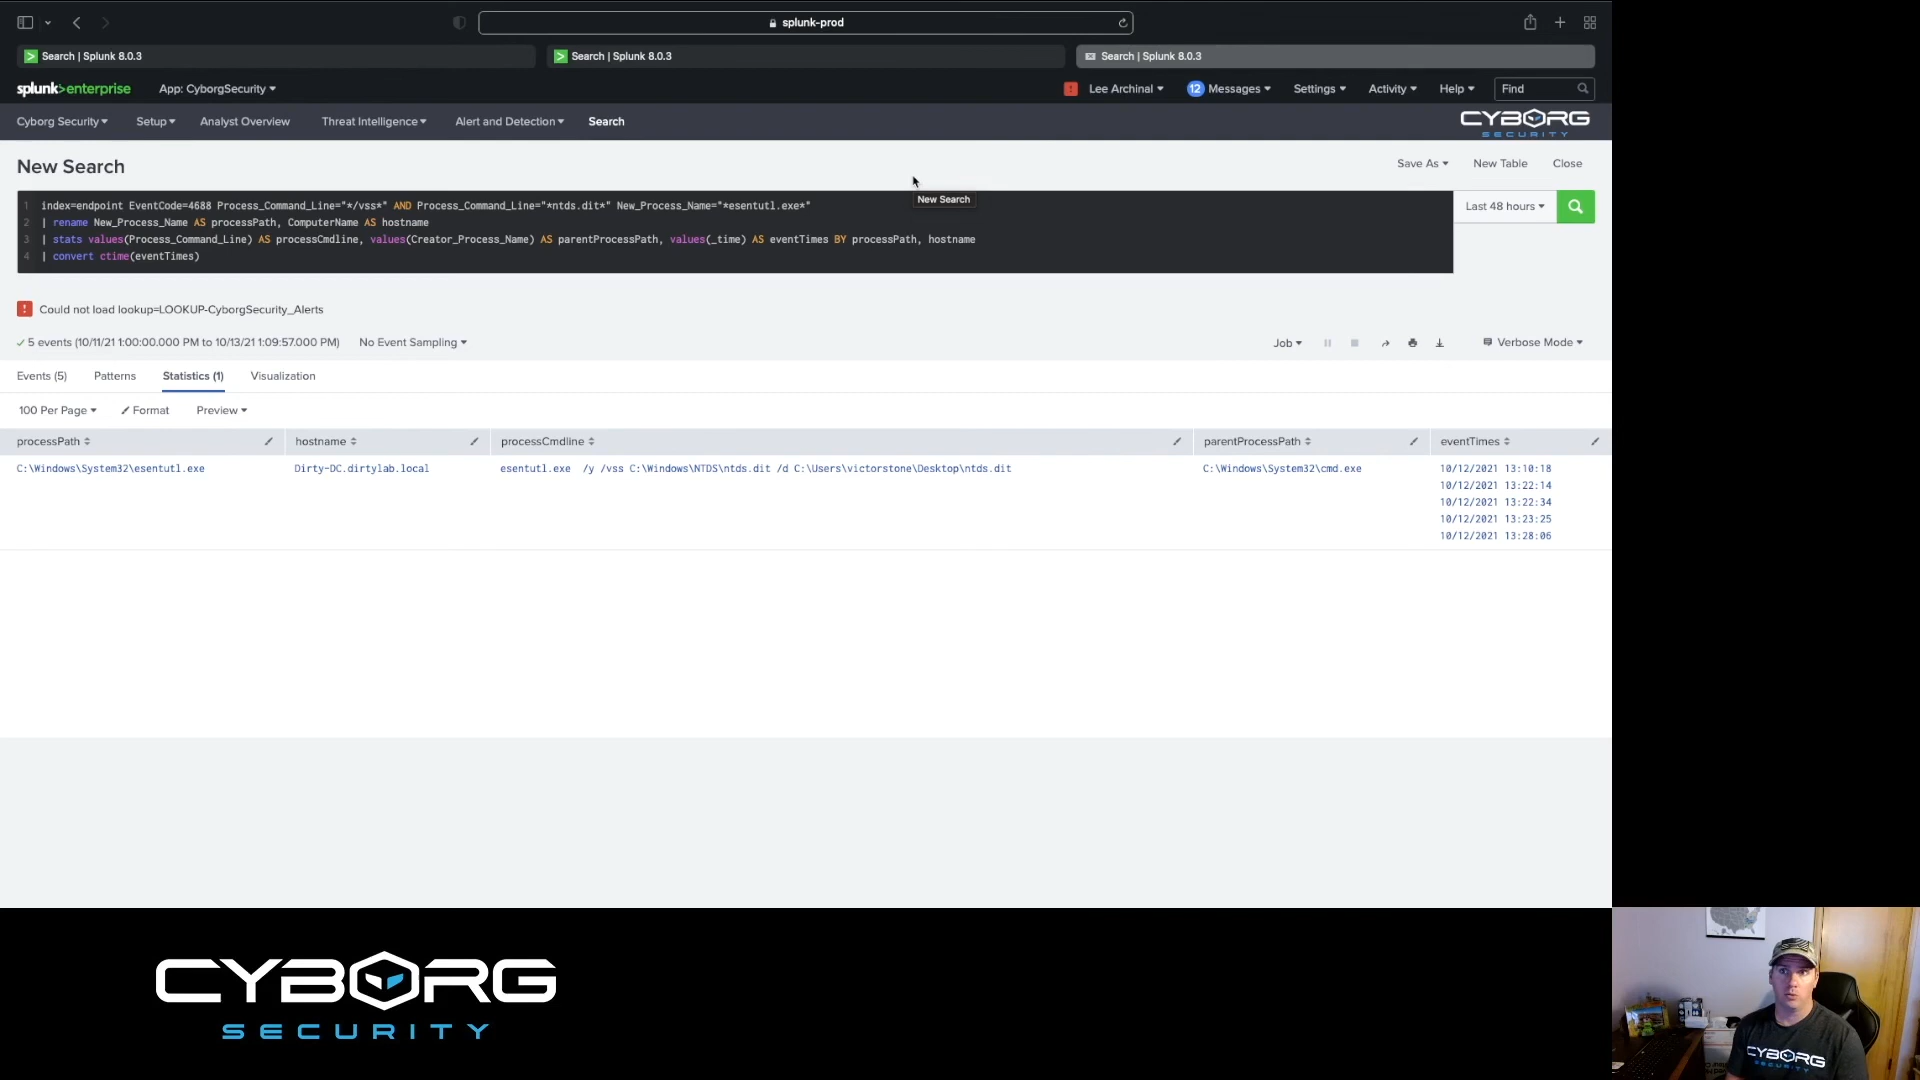 splunk-prod
Search | Splunk 8.0.3
Search | Splunk 8.0.3
Search | Splunk 8.0.3
splunk>enterprise
App: CyborgSecurity
Lee Archinal
12 Messages
Settings
Activity
Help
Find
Cyborg Security
Setup
Analyst Overview
Threat Intelligence
Alert and Detection
Search
CYBORG
SECURITY
New Search
Save As
New Table
Close
New Search
1 index=endpoint EventCode=4688 Process_Command_Line="*/vss*" AND Process_Command_Line="*ntds.dit*" New_Process_Name="*esentutl.exe*"
2 | rename New_Process_Name AS processPath, ComputerName AS hostname
3 | stats values(Process_Command_Line) AS processCmdline, values(Creator_Process_Name) AS parentProcessPath, values(_time) AS eventTimes BY processPath, hostname
4 | convert ctime(eventTimes)
Last 48 hours
! Could not load lookup=LOOKUP-CyborgSecurity_Alerts
✓ 5 events (10/11/21 1:00:00.000 PM to 10/13/21 1:09:57.000 PM)
No Event Sampling
Job
Verbose Mode
Events (5)
Patterns
Statistics (1)
Visualization
100 Per Page
Format
Preview
processPath
hostname
processCmdline
parentProcessPath
eventTimes
C:\Windows\System32\esentutl.exe
Dirty-DC.dirtylab.local
esentutl.exe /y /vss C:\Windows\NTDS\ntds.dit /d C:\Users\victorstone\Desktop\ntds.dit
C:\Windows\System32\cmd.exe
10/12/2021 13:10:18
10/12/2021 13:22:14
10/12/2021 13:22:34
10/12/2021 13:23:25
10/12/2021 13:28:06
CYBORG
SECURITY
CYBORG
SECURITY